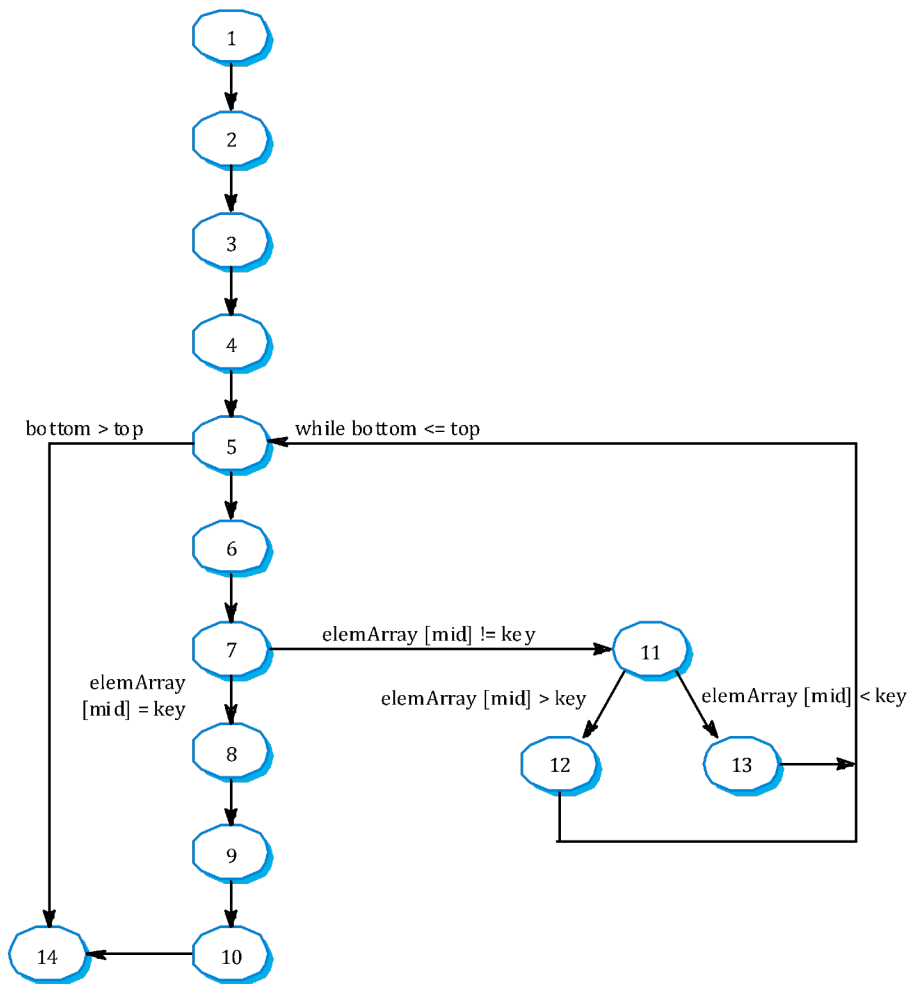 1
2
3
4
bottom > top
while bottom <= top
5
6
elemArray [mid] != key
7
11
elemArray
[mid] = key
elemArray [mid] > key
elemArray [mid] < key
8
12
13
9
14
10